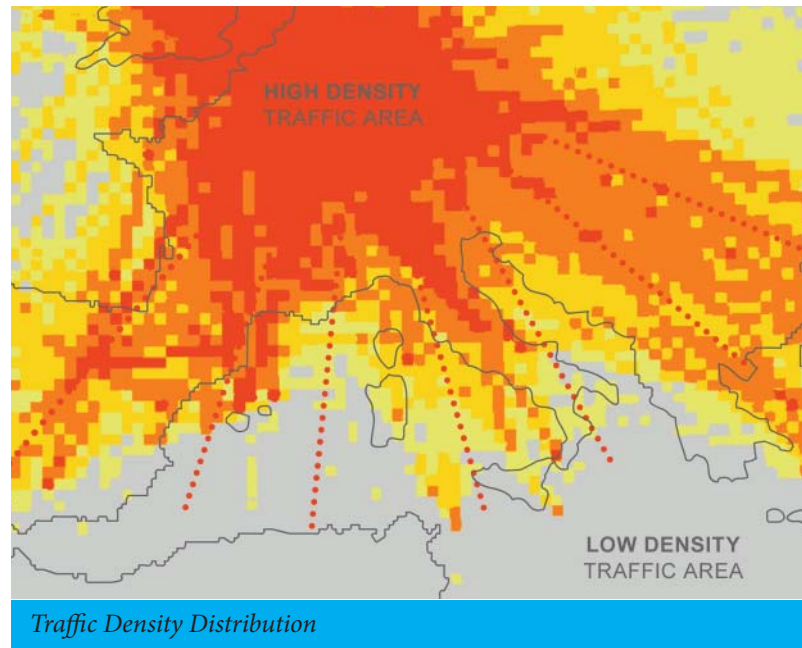 HIGH DENSITY
TRAFFIC AREA
LOW DENSITY
TRAFFIC AREA
Traffic Density Distribution